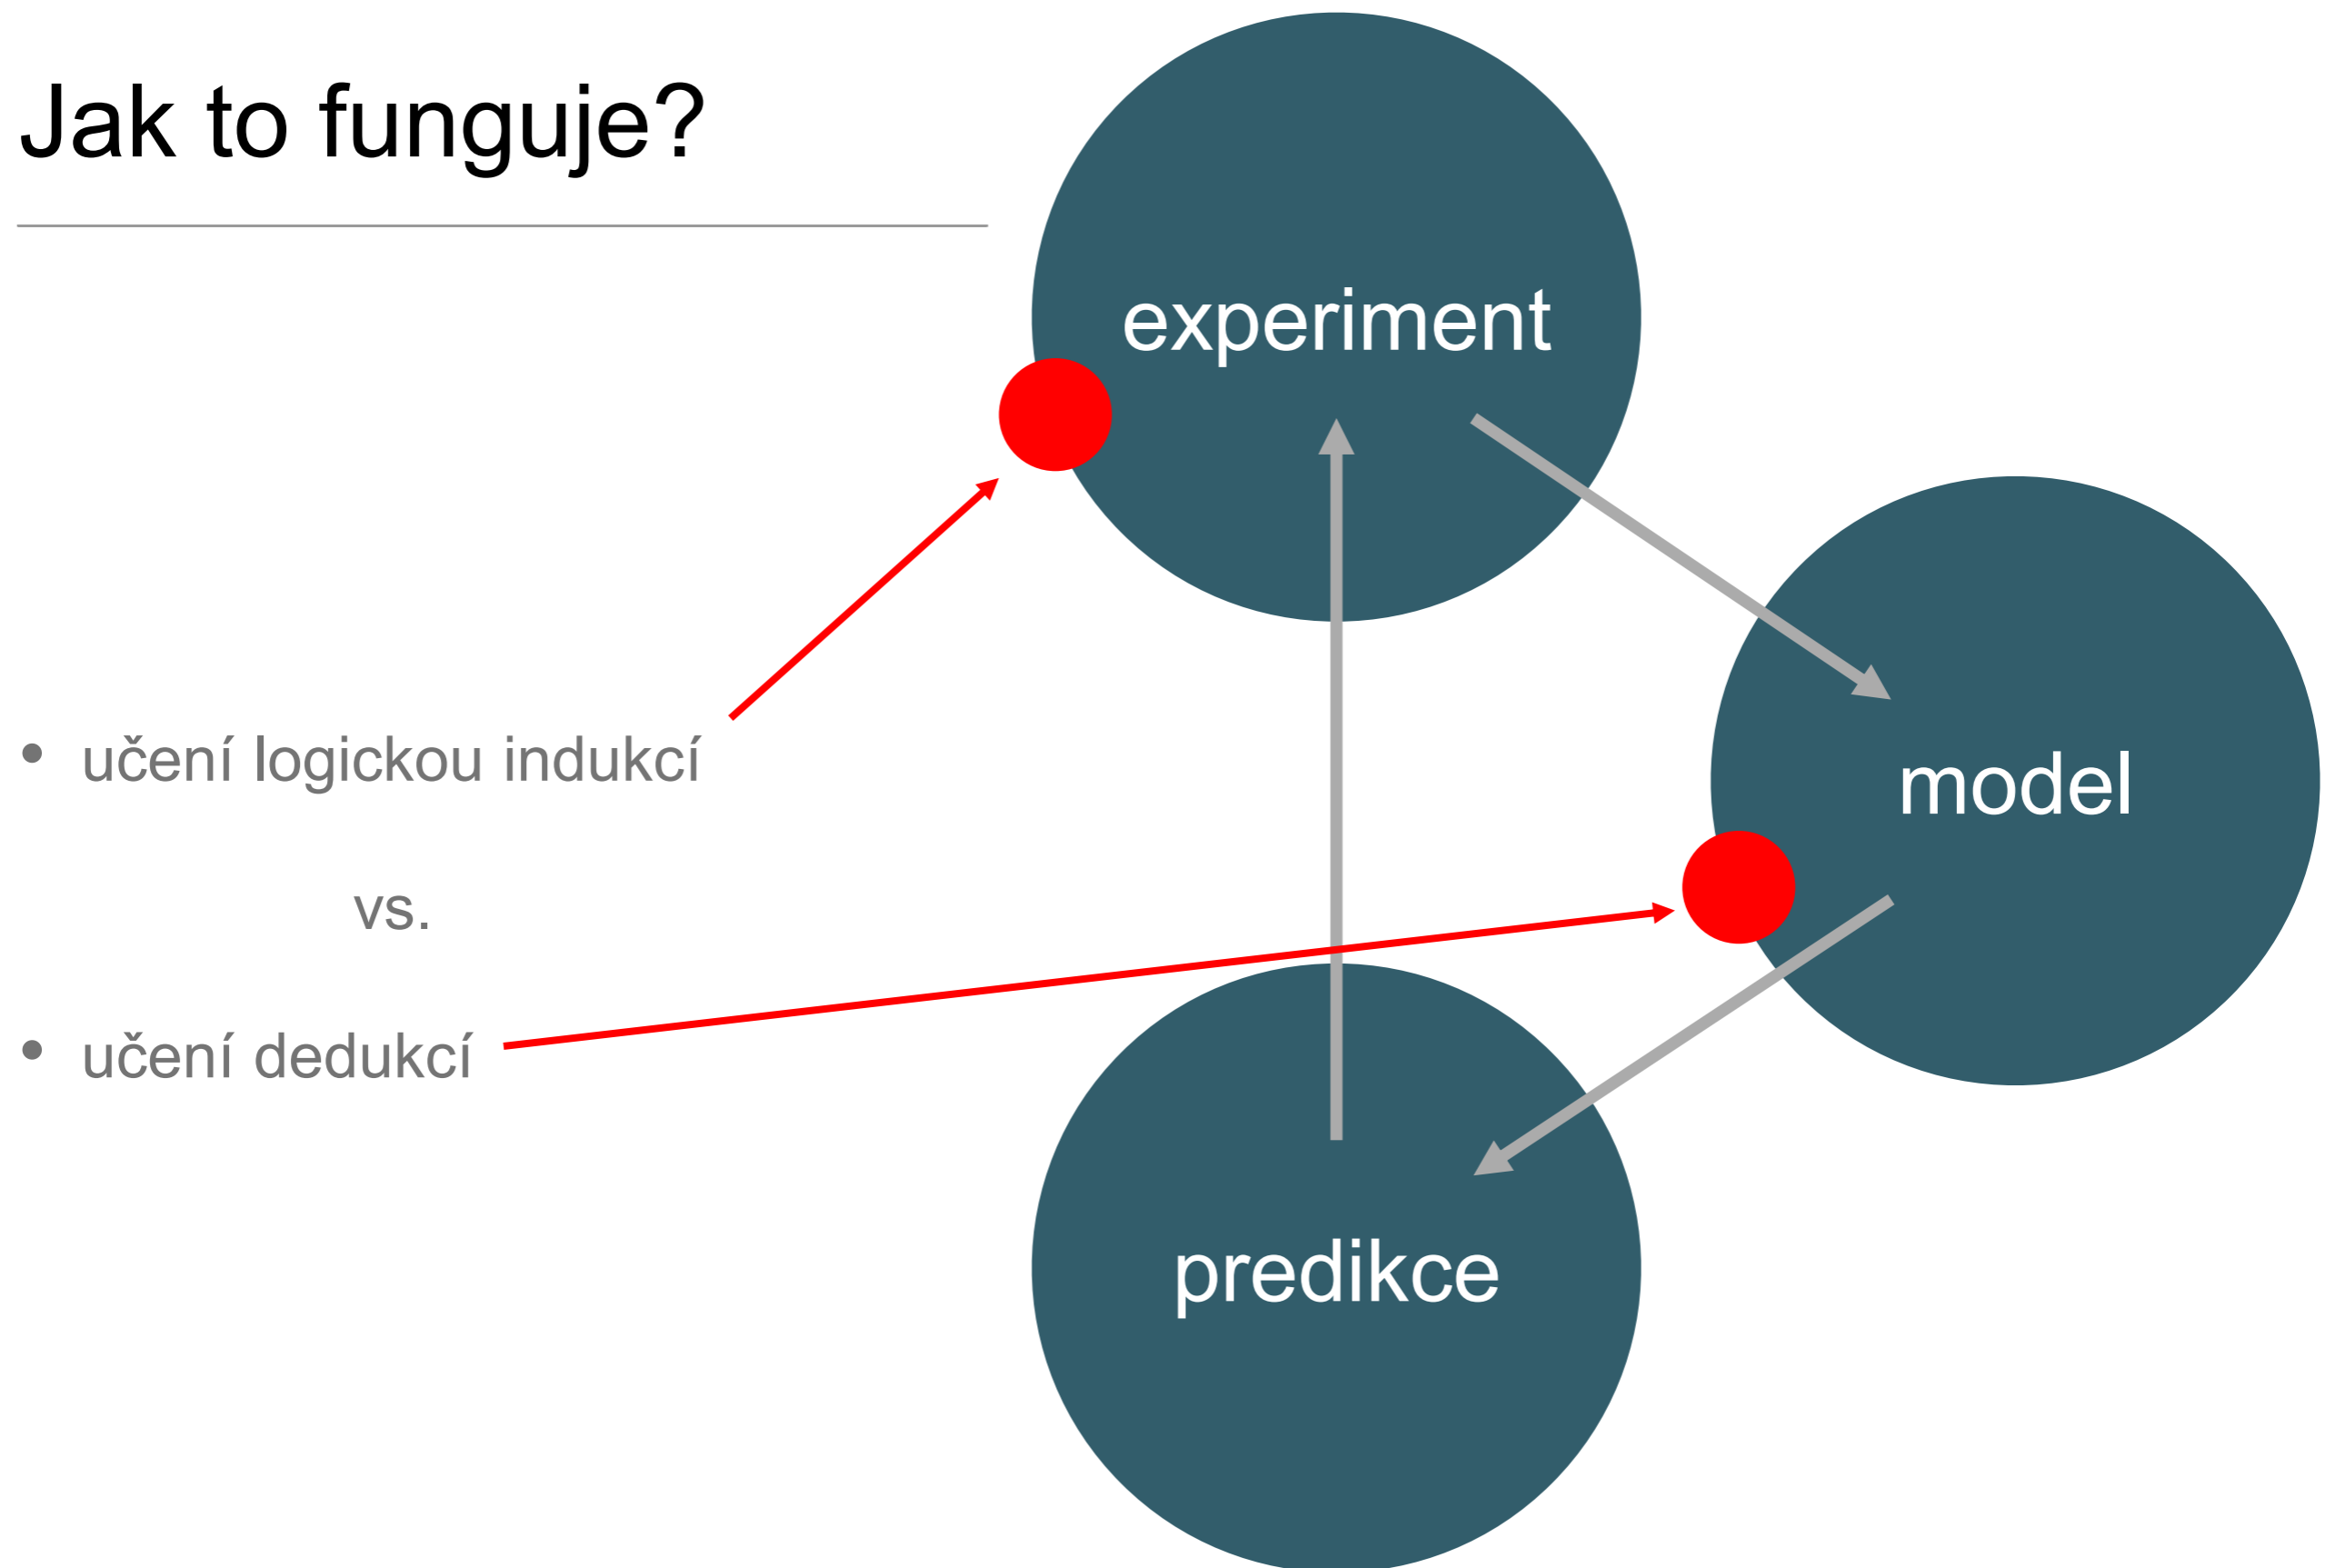 Jak to funguje?
experiment
• učení logickou indukcí
model
vs.
• učení dedukcí
predikce